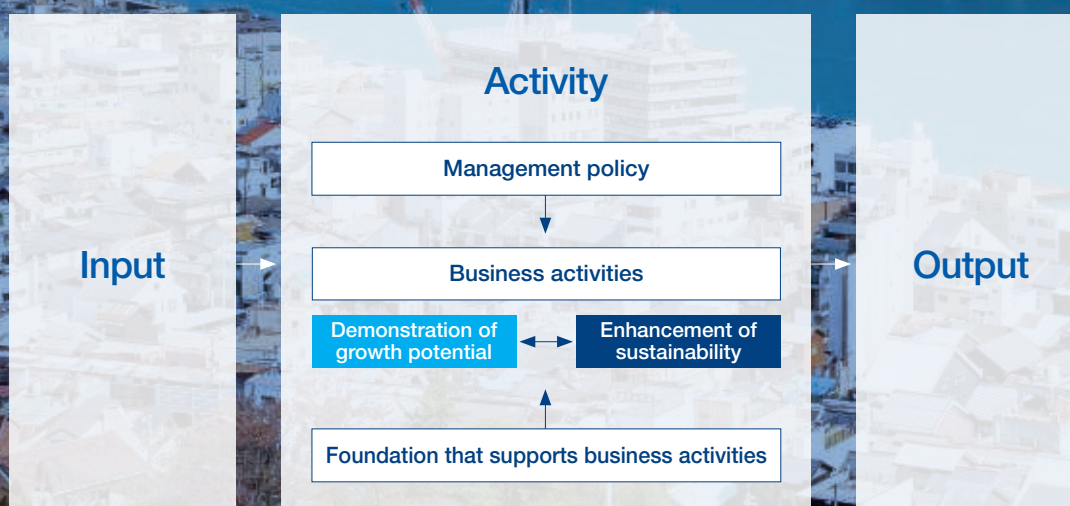 Input
Activity
Management policy
Business activities
Demonstration of
growth potential
Enhancement of
sustainability
Foundation that supports business activities
Output